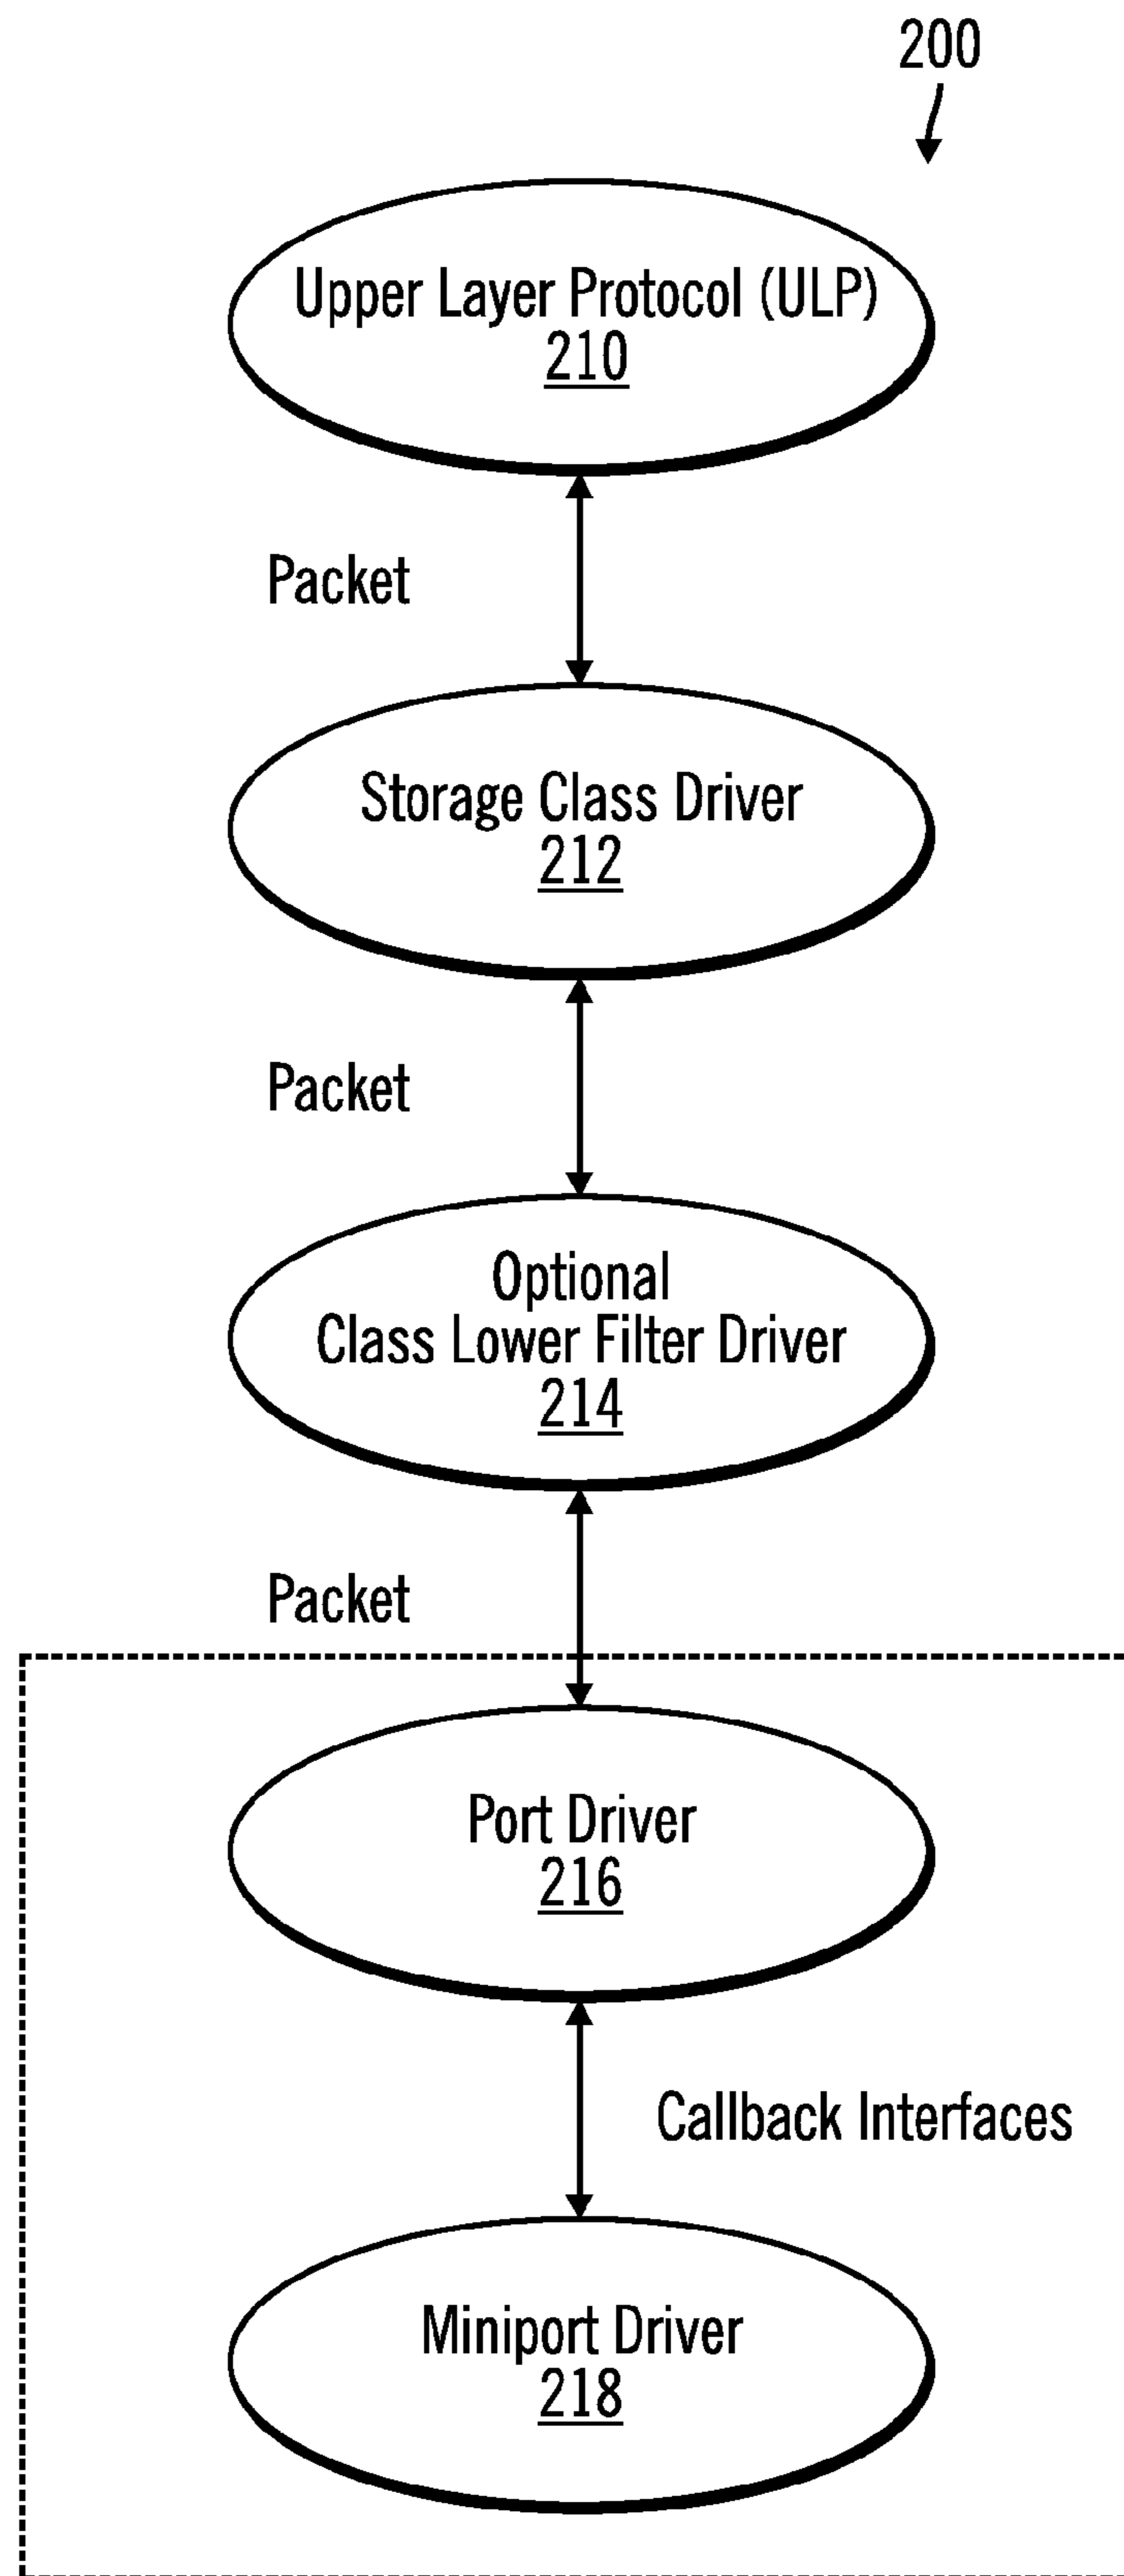 200
Upper Layer Protocol (ULP)
210
Packet
Storage Class Driver
212
Packet
Optional
Class Lower Filter Driver
214
Packet
Port Driver
216
Callback Interfaces
Miniport Driver
218